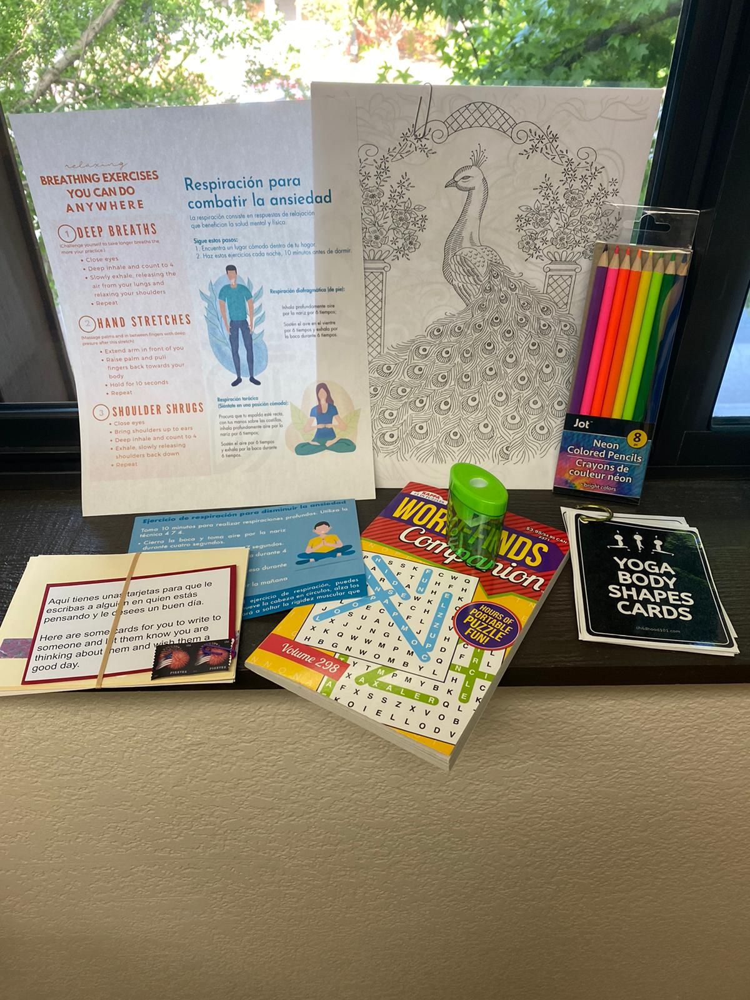 relaxing
BREATHING EXERCISES
YOU CAN DO
ANYWHERE
1 DEEP BREATHS
(Challenge yourself to take longer breaths the
more your practice.)
• Close eyes
• Deep inhale and count to 4
• Slowly exhale, releasing the
air from your lungs and
relaxing your shoulders
• Repeat
2 HAND STRETCHES
(Massage palms and in between fingers with deep
presure after this stretch)
• Extend arm in front of you
• Raise palm and pull
fingers back towards your
body
• Hold for 10 seconds
• Repeat
3 SHOULDER SHRUGS
• Close eyes
• Bring shoulders up to ears
• Deep inhale and count to 4
• Exhale, slowly releasing
shoulders back down
• Repeat
Respiración para
combatir la ansiedad
La respiración consiste en respuestas de relajación
que benefician la salud mental y física.
Sigue estos pasos:
1. Encuentra un lugar cómodo dentro de tu hogar.
2. Haz estos ejercicios cada noche, 10 minutos antes de dormir.
Respiración diafragmática (de pie):
Inhala profundamente aire
por la nariz por 6 tiempos;
Sostén el aire en el vientre
por 6 tiempos y exhala por
la boca durante 6 tiempos.
Respiración torácica
(Siéntate en una posición cómoda):
Procura que tu espalda esté recta,
con tus manos sobre las costillas,
inhala profundamente aire por la
nariz por 6 tiempos;
Sostén el aire por 6 tiempos
y exhala por la boca durante
6 tiempos.
Jot
8
pc
Neon
Colored Pencils
Crayons de
couleur néon
• bright colors
Ejercicio de respiración para disminuir la ansiedad
Toma 10 minutos para realizar respiraciones profundas. Utiliza la
técnica 4 7 4.
• Cierra la boca y toma aire por la nariz
durante cuatro segundos.
7 segundos.
durante 4
eso durante
la mañana
ejercicio de respiración, puedes
mueve la cabeza en círculos, alza los
ará a soltar la rigidez muscular que
Aquí tienes unas tarjetas para que le
escribas a alguien en quien estás
pensando y le desees un buen día.
Here are some cards for you to write to
someone and let them know you are
thinking about them and wish them a
good day.
USA USA
FOREVER FOREVER
KAPPA
#1 IN PUZZLES
WORD FINDS
Companion
$3.95/$4.95 CAN
#371
HOURS OF
PORTABLE
PUZZLE
FUN!
Volume 298
YOGA
BODY
SHAPES
CARDS
childhood101.com